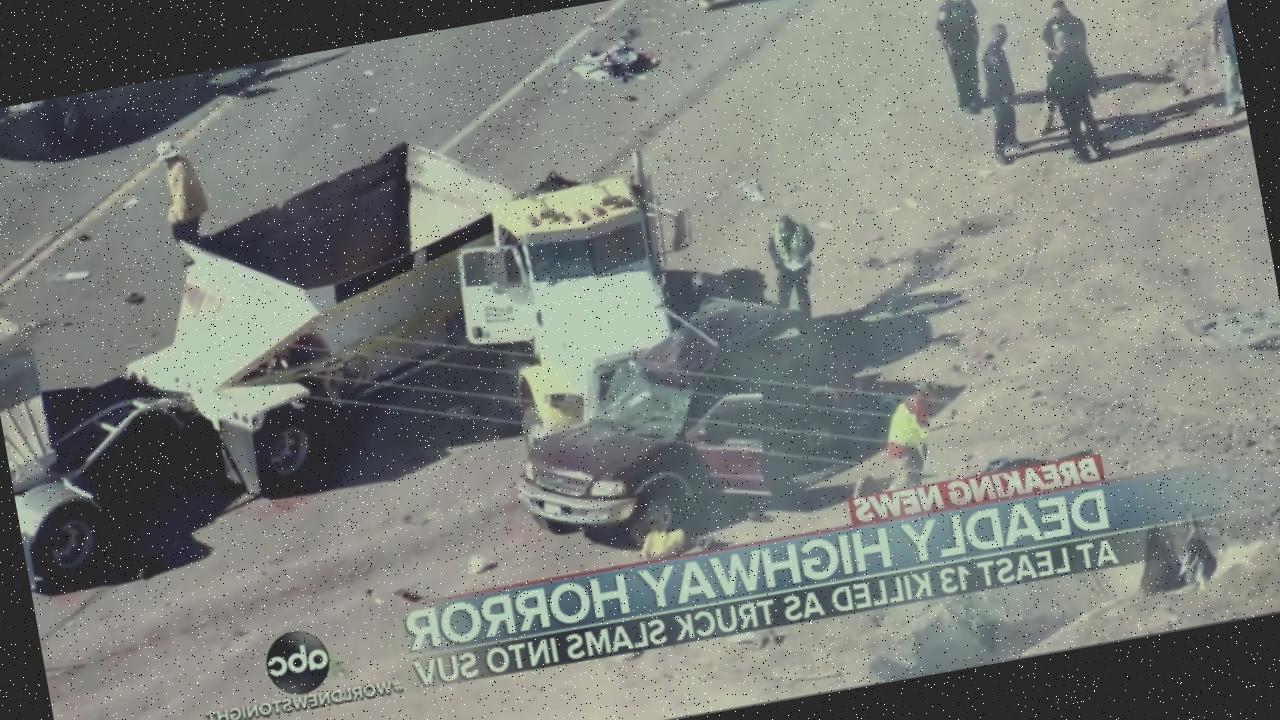 BREAKING NEWS
DEADLY HIGHWAY HORROR
AT LEAST 13 KILLED AS TRUCK SLAMS INTO SUV
abc
#WORLDNEWSTONIGHT